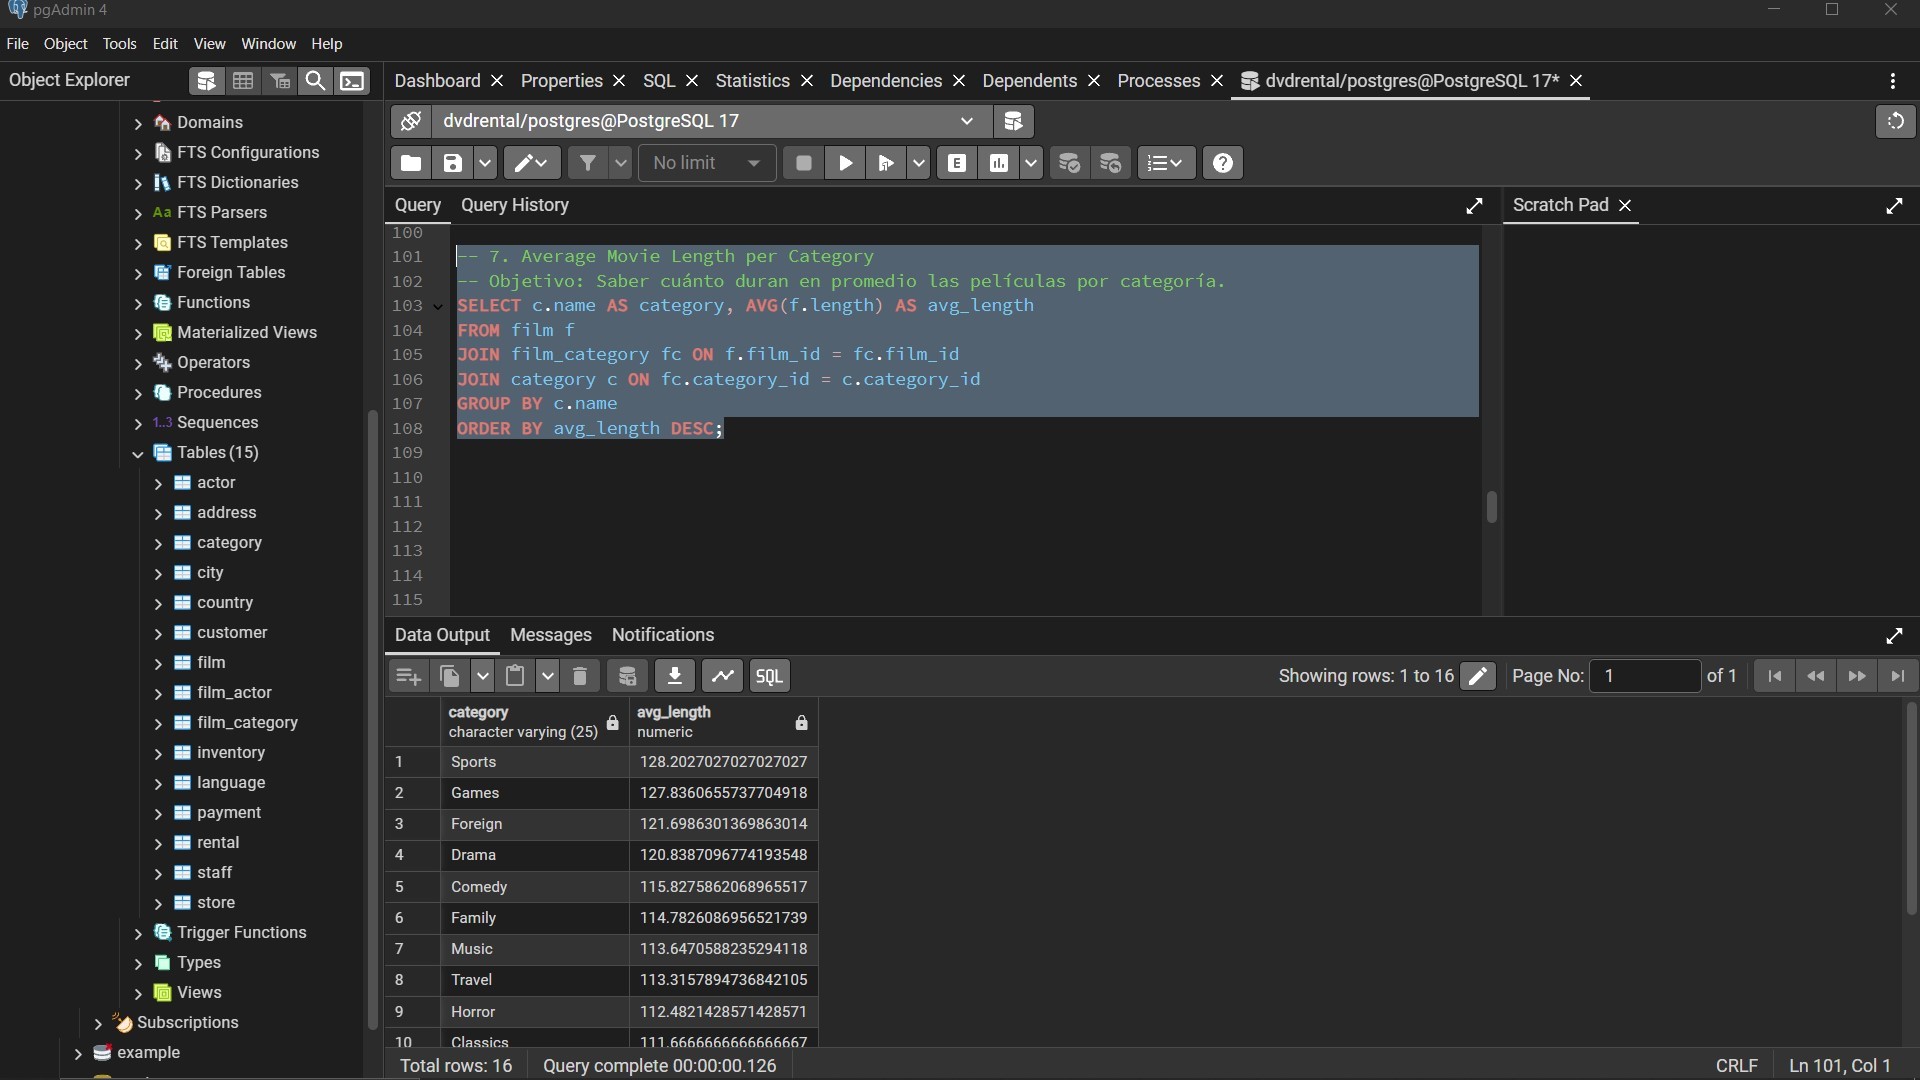 pgAdmin 4
File Object Tools Edit View Window Help
Object Explorer
Dashboard Properties SQL Statistics Dependencies Dependents Processes dvdrental/postgres@PostgreSQL 17*
dvdrental/postgres@PostgreSQL 17
No limit
Query Query History
Scratch Pad
Domains
FTS Configurations
FTS Dictionaries
Aa FTS Parsers
FTS Templates
Foreign Tables
Functions
Materialized Views
Operators
Procedures
1..3 Sequences
Tables (15)
actor
address
category
city
country
customer
film
film_actor
film_category
inventory
language
payment
rental
staff
store
Trigger Functions
Types
Views
Subscriptions
example
100
101 -- 7. Average Movie Length per Category
102 -- Objetivo: Saber cuánto duran en promedio las películas por categoría.
103 SELECT c.name AS category, AVG(f.length) AS avg_length
104 FROM film f
105 JOIN film_category fc ON f.film_id = fc.film_id
106 JOIN category c ON fc.category_id = c.category_id
107 GROUP BY c.name
108 ORDER BY avg_length DESC;
109
110
111
112
113
114
115
Data Output Messages Notifications
SQL
Showing rows: 1 to 16 Page No: 1 of 1
category avg_length
character varying (25) numeric
1 Sports 128.2027027027027027
2 Games 127.8360655737704918
3 Foreign 121.6986301369863014
4 Drama 120.8387096774193548
5 Comedy 115.8275862068965517
6 Family 114.7826086956521739
7 Music 113.6470588235294118
8 Travel 113.3157894736842105
9 Horror 112.4821428571428571
10 Classics 111.6666666666666667
Total rows: 16 Query complete 00:00:00.126 CRLF Ln 101, Col 1